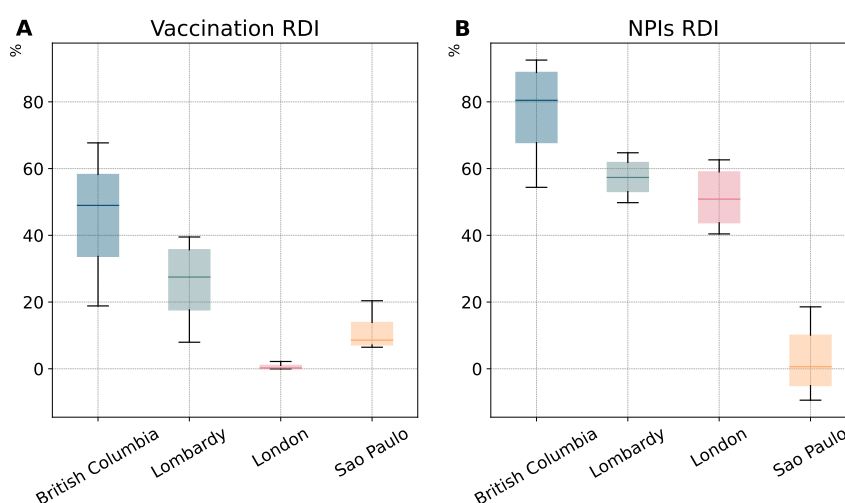 A
Vaccination RDI
%
80
60
40
20
0
British Columbia
Lombardy
London
Sao Paulo
B
NPIs RDI
%
80
60
40
20
0
British Columbia
Lombardy
London
Sao Paulo